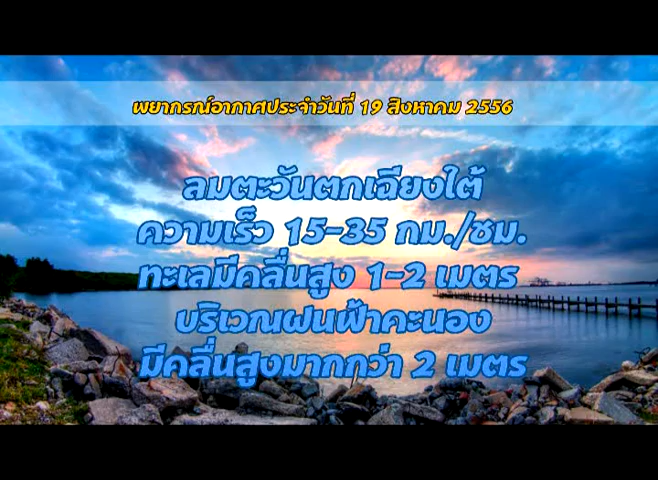 พยากรณ์อากาศประจำวันที่ 19 สิงหาคม 2556
ลมตะวันตกเฉียงใต้
ความเร็ว 15-35 กม./ชม.
ทะเลมีคลื่นสูง 1-2 เมตร
บริเวณฝนฟ้าคะนอง
มีคลื่นสูงมากกว่า 2 เมตร